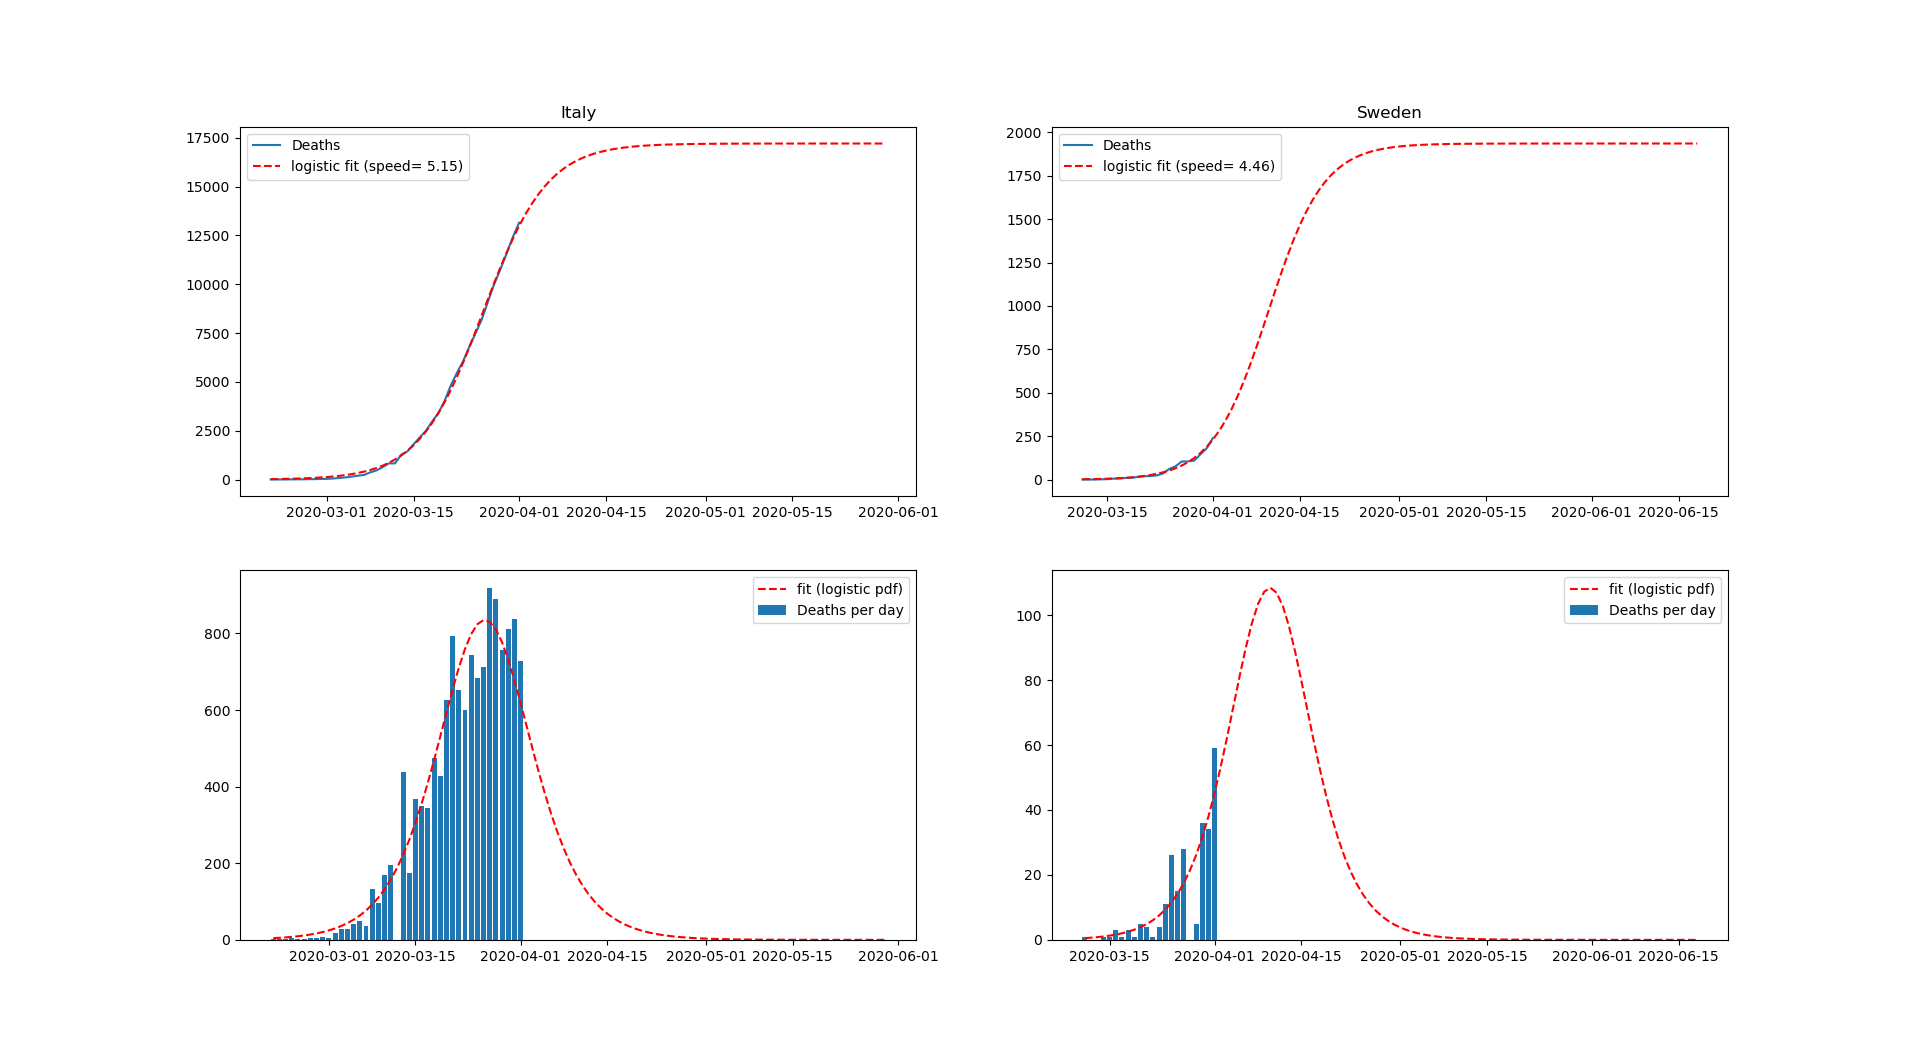 Italy
17500
15000
12500
10000
7500
5000
2500
0
Deaths
logistic fit (speed= 5.15)
2020-03-01 2020-03-15 2020-04-01 2020-04-15 2020-05-01 2020-05-15 2020-06-01
Sweden
2000
1750
1500
1250
1000
750
500
250
0
Deaths
logistic fit (speed= 4.46)
2020-03-15 2020-04-01 2020-04-15 2020-05-01 2020-05-15 2020-06-01 2020-06-15
800
600
400
200
0
fit (logistic pdf)
Deaths per day
2020-03-01 2020-03-15 2020-04-01 2020-04-15 2020-05-01 2020-05-15 2020-06-01
100
80
60
40
20
0
fit (logistic pdf)
Deaths per day
2020-03-15 2020-04-01 2020-04-15 2020-05-01 2020-05-15 2020-06-01 2020-06-15